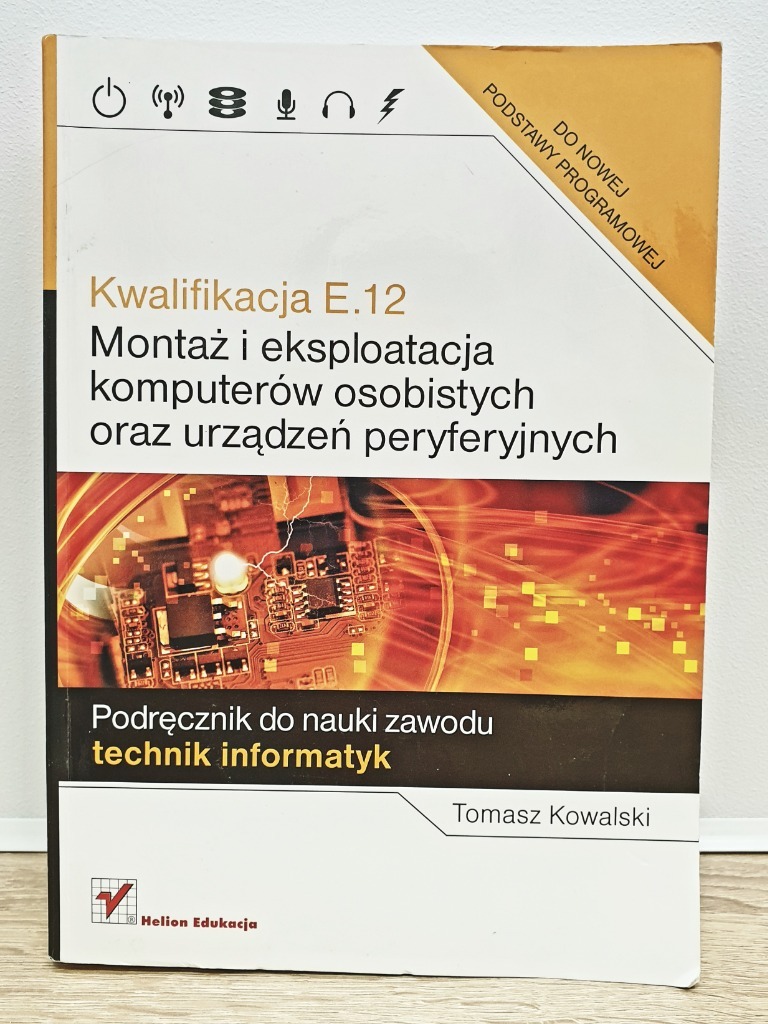 DO NOWEJ
PODSTAWY PROGRAMOWEJ
Kwalifikacja E.12
Montaż i eksploatacja
komputerów osobistych
oraz urządzeń peryferyjnych
Podręcznik do nauki zawodu
technik informatyk
Tomasz Kowalski
Helion Edukacja